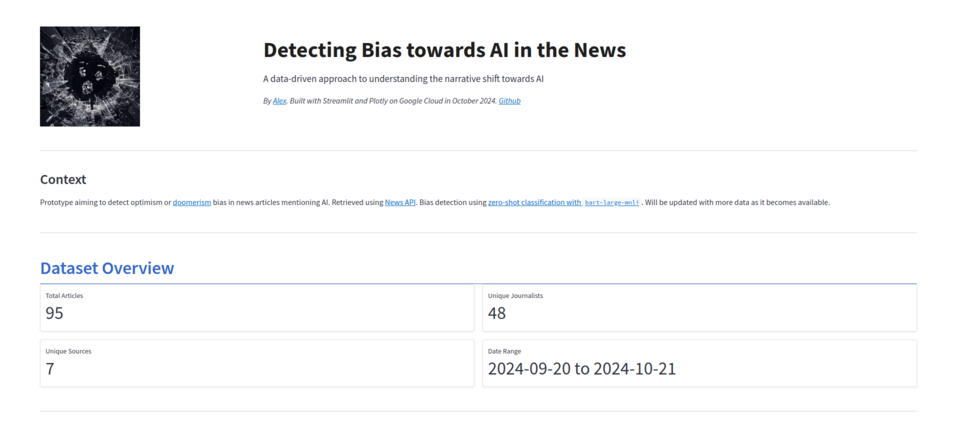 Detecting Bias towards AI in the News
A data-driven approach to understanding the narrative shift towards AI
By Alex. Built with Streamlit and Plotly on Google Cloud in October 2024. Github
Context
Prototype aiming to detect optimism or doomerism bias in news articles mentioning AI. Retrieved using News API. Bias detection using zero-shot classification with bart-large-mnli . Will be updated with more data as it becomes available.
Dataset Overview
Total Articles
95
Unique Journalists
48
Unique Sources
7
Date Range
2024-09-20 to 2024-10-21